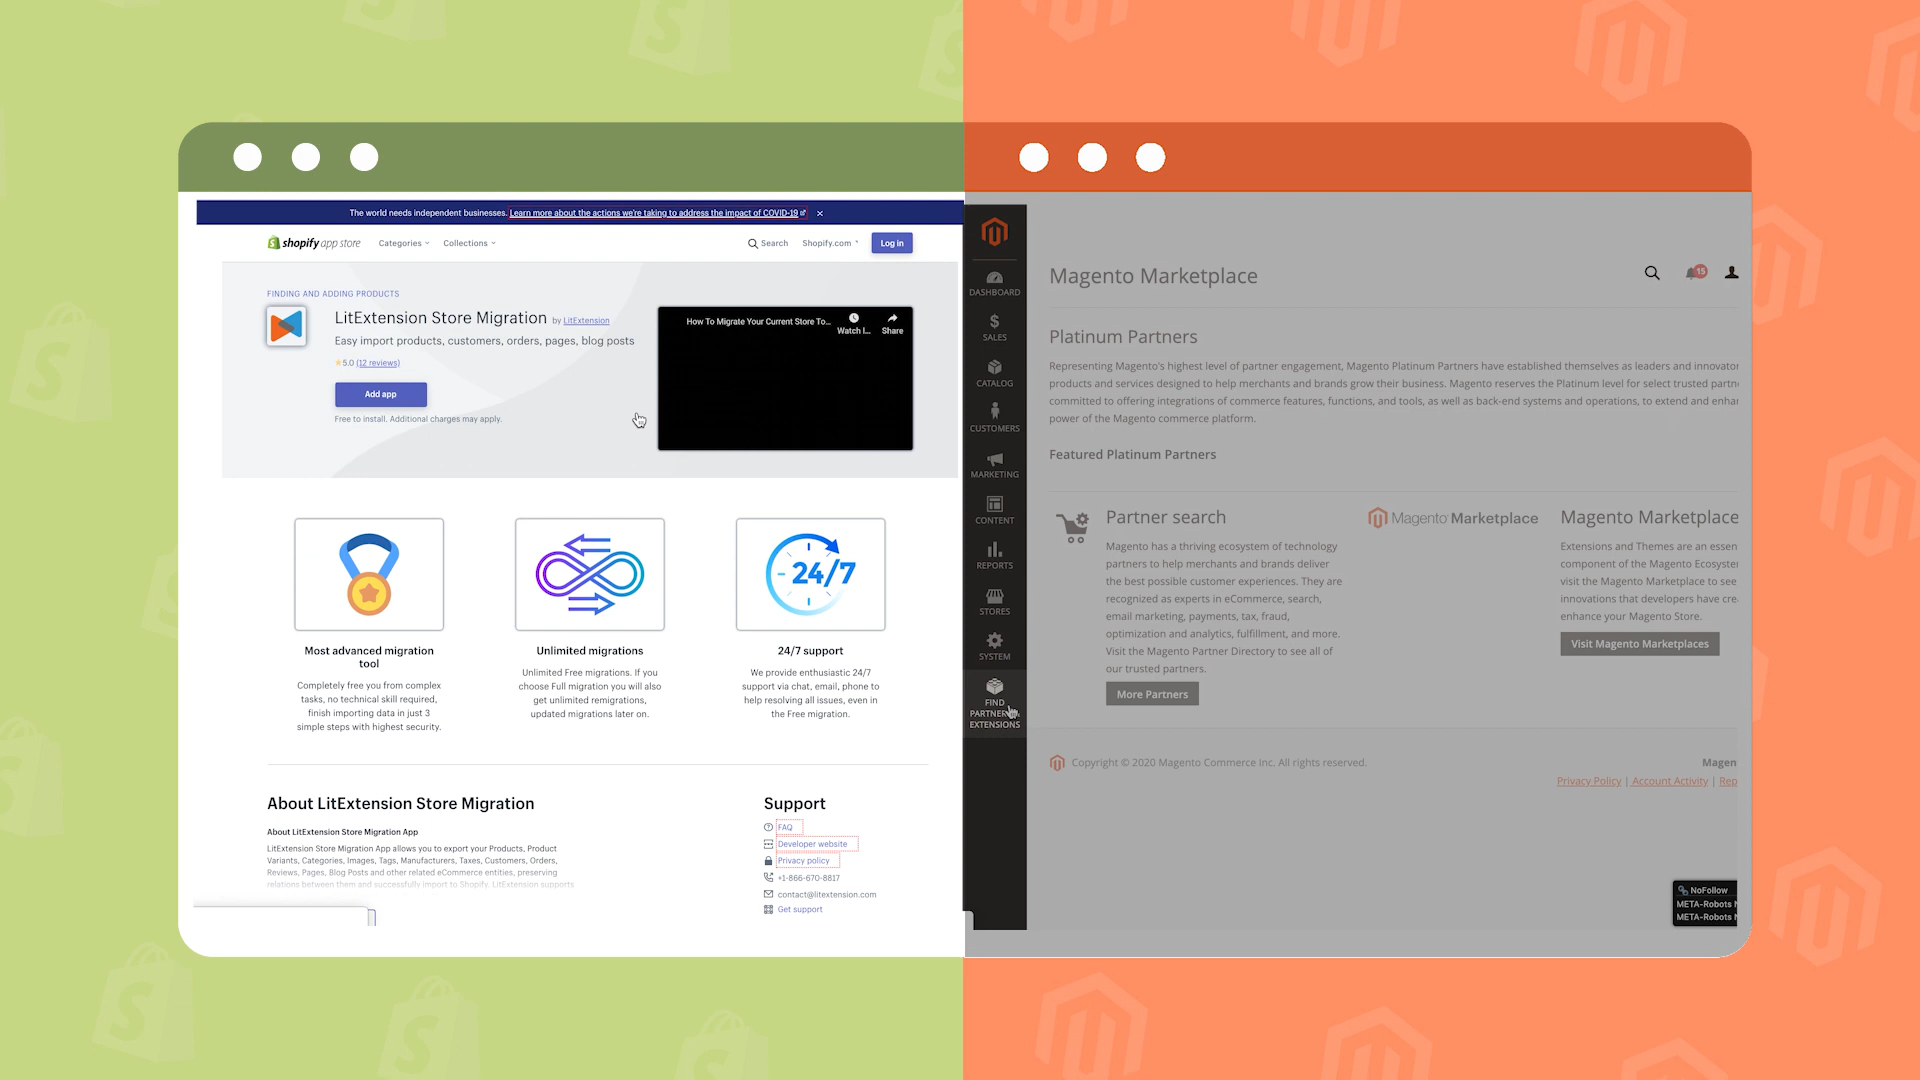 The world needs independent businesses. Learn more about the actions we're taking to address the impact of COVID-19
shopify app store
Categories
Collections
Search
Shopify.com
Log in
FINDING AND ADDING PRODUCTS
LitExtension Store Migration by LitExtension
Easy import products, customers, orders, pages, blog posts
5.0 (12 reviews)
Add app
Free to install. Additional charges may apply.
How To Migrate Your Current Store To...
Watch l...
Share
Most advanced migration
tool
Completely free you from complex
tasks, no technical skill required,
finish importing data in just 3
simple steps with highest security.
Unlimited migrations
Unlimited Free migrations. If you
choose Full migration you will also
get unlimited remigrations,
updated migrations later on.
24/7
24/7 support
We provide enthusiastic 24/7
support via chat, email, phone to
help resolving all issues, even in
the Free migration.
About LitExtension Store Migration
About LitExtension Store Migration App
LitExtension Store Migration App allows you to export your Products, Product
Variants, Categories, Images, Tags, Manufacturers, Taxes, Customers, Orders,
Reviews, Pages, Blog Posts and other related eCommerce entities, preserving
relations between them and successfully import to Shopify. LitExtension supports
Support
FAQ
Developer website
Privacy policy
+1-866-670-8817
contact@litextension.com
Get support
DASHBOARD
SALES
CATALOG
CUSTOMERS
MARKETING
CONTENT
REPORTS
STORES
SYSTEM
FIND
PARTNER
EXTENSIONS
Magento Marketplace
15
Platinum Partners
Representing Magento's highest level of partner engagement, Magento Platinum Partners have established themselves as leaders and innovator
products and services designed to help merchants and brands grow their business. Magento reserves the Platinum level for select trusted partn
committed to offering integrations of commerce features, functions, and tools, as well as back-end systems and operations, to extend and enhan
power of the Magento commerce platform.
Featured Platinum Partners
Partner search
Magento has a thriving ecosystem of technology
partners to help merchants and brands deliver
the best possible customer experiences. They are
recognized as experts in eCommerce, search,
email marketing, payments, tax, fraud,
optimization and analytics, fulfillment, and more.
Visit the Magento Partner Directory to see all of
our trusted partners.
More Partners
Magento Marketplace
Magento Marketplace
Extensions and Themes are an essen
component of the Magento Ecosyste
visit the Magento Marketplace to see
innovations that developers have cre
enhance your Magento Store.
Visit Magento Marketplaces
Copyright © 2020 Magento Commerce Inc. All rights reserved.
Magen
Privacy Policy | Account Activity | Rep
NoFollow
META-Robots
META-Robots